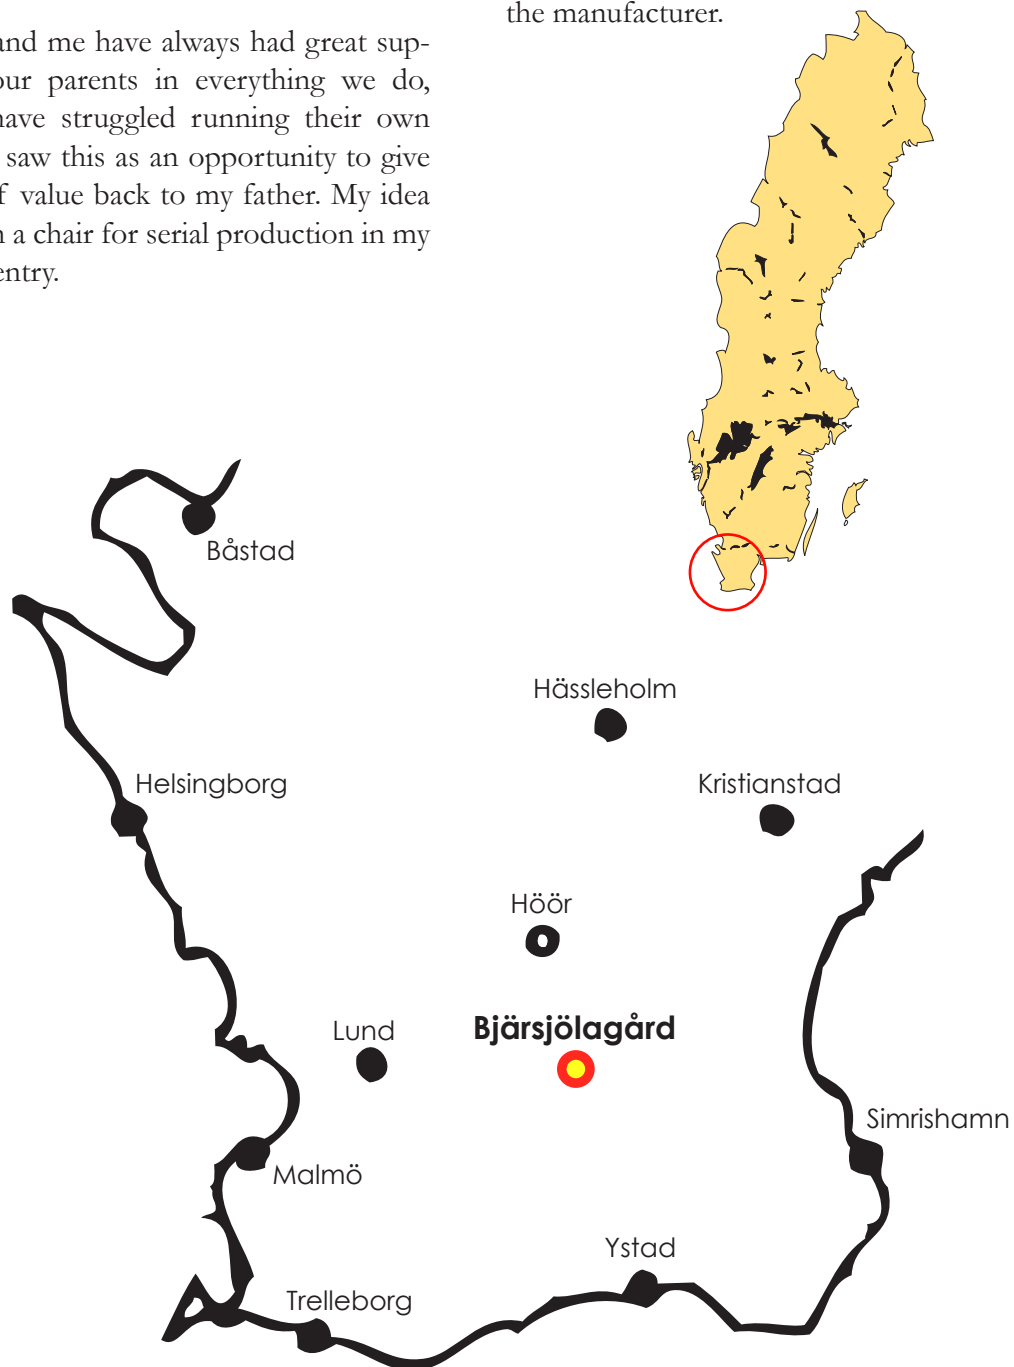 and me have always had great sup-
our parents in everything we do,
have struggled running their own
saw this as an opportunity to give
value back to my father. My idea
a chair for serial production in my
entry.
the manufacturer.
Båstad
Hässleholm
Helsingborg
Kristianstad
Höör
Lund
Bjärsjölagård
Simrishamn
Malmö
Ystad
Trelleborg